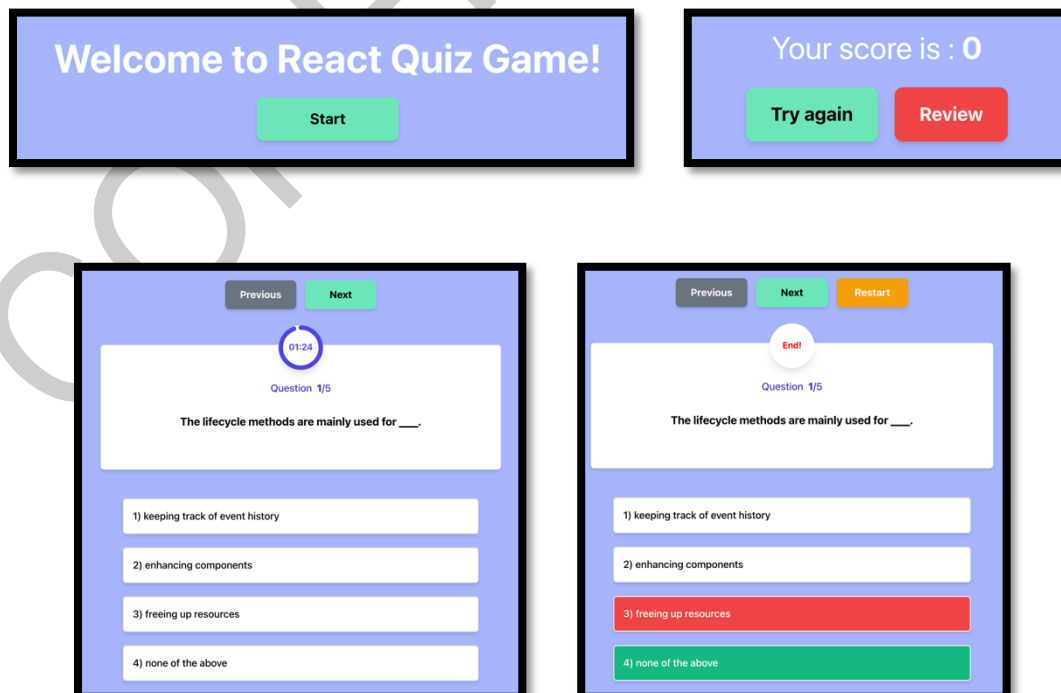 Welcome to React Quiz Game!
Start
Your score is : 0
Try again
Review
Previous
Next
01:24
Question 1/5
The lifecycle methods are mainly used for ___.
1) keeping track of event history
2) enhancing components
3) freeing up resources
4) none of the above
Previous
Next
Restart
End!
Question 1/5
The lifecycle methods are mainly used for ___.
1) keeping track of event history
2) enhancing components
3) freeing up resources
4) none of the above